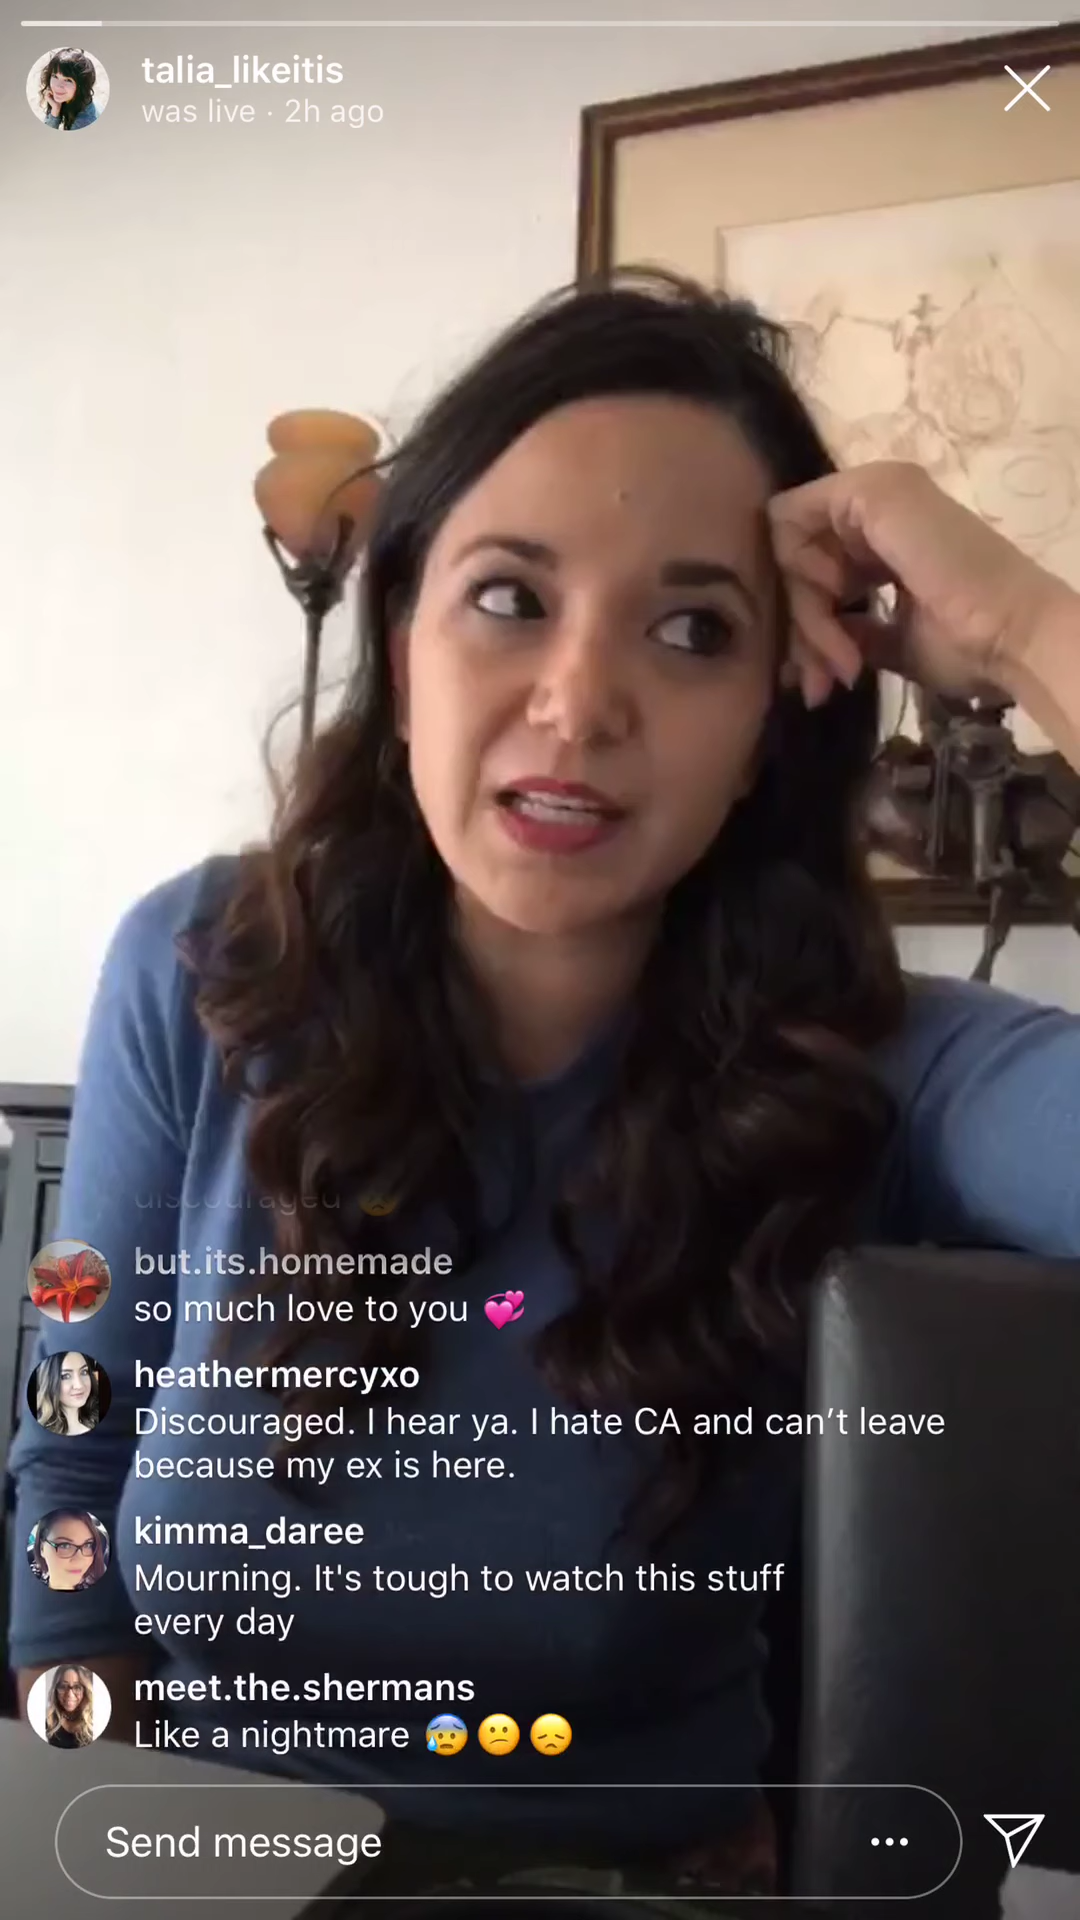 talia_likeitis
was live · 2h ago
discouraged 😞
but.its.homemade
so much love to you 💞
heathermercyxo
Discouraged. I hear ya. I hate CA and can’t leave
because my ex is here.
kimma_daree
Mourning. It's tough to watch this stuff
every day
meet.the.shermans
Like a nightmare 😰😕😞
Send message